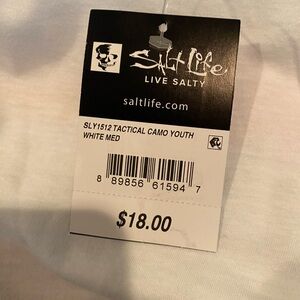 Salt Life
LIVE SALTY
saltlife.com
SLY1512 TACTICAL CAMO YOUTH
WHITE MED
8 89856 61594 7
$18.00